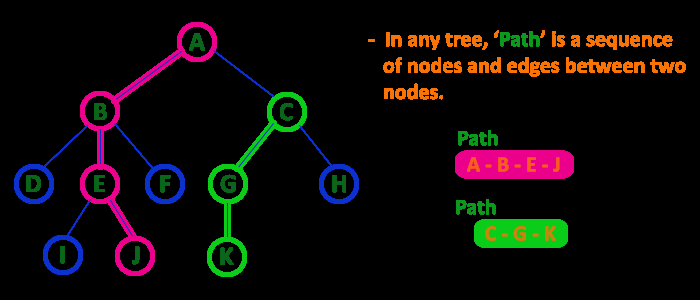 A
- In any tree, ‘Path’ is a sequence
of nodes and edges between two
nodes.
B
C
Path
A - B - E - J
D
E
F
G
H
Path
C - G - K
I
J
K